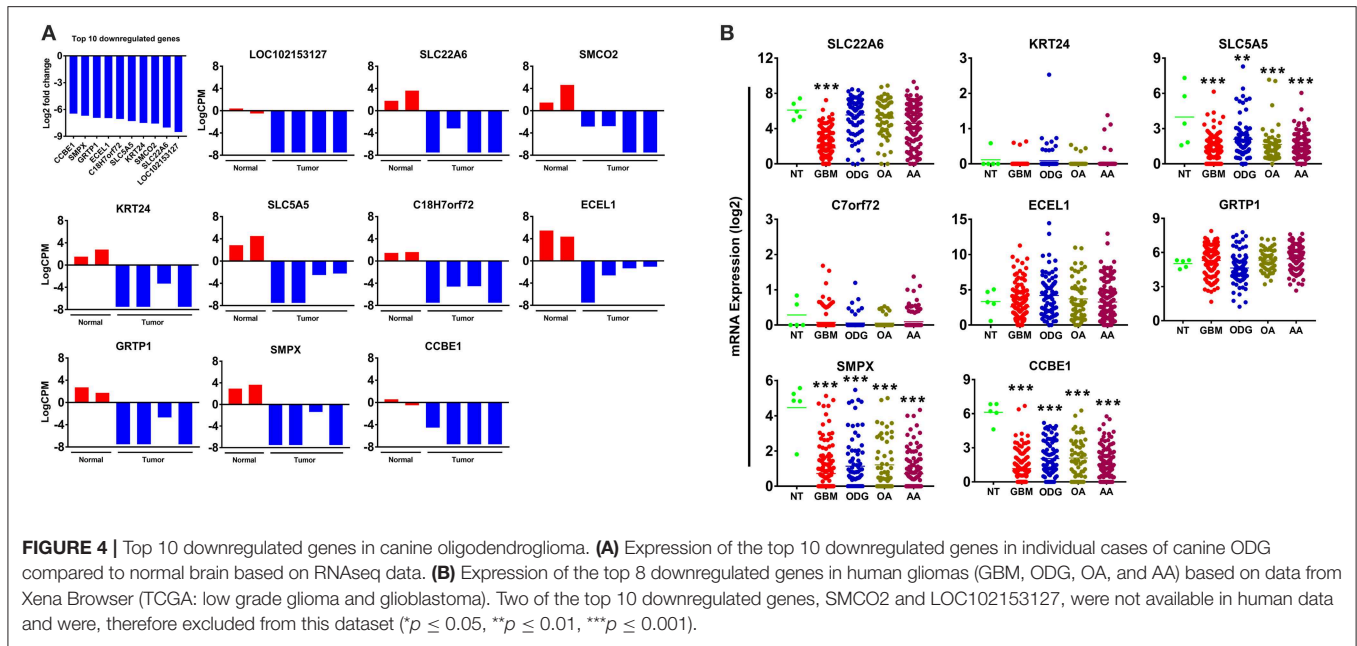 A
Top 10 downregulated genes
Log2 fold change
0
-3
-6
-9
CCBE1
SMPX
GRTP1
ECEL1
C18H7orf72
SLC5A5
KRT24
SMCO2
SLC22A6
LOC102153127
LOC102153127
LogCPM
8
4
0
-4
-8
Normal
Tumor
SLC22A6
8
4
0
-4
-8
Normal
Tumor
SMCO2
8
4
0
-4
-8
Normal
Tumor
KRT24
LogCPM
8
4
0
-4
-8
Normal
Tumor
SLC5A5
8
4
0
-4
-8
Normal
Tumor
C18H7orf72
8
4
0
-4
-8
Normal
Tumor
ECEL1
8
4
0
-4
-8
Normal
Tumor
GRTP1
LogCPM
8
4
0
-4
-8
Normal
Tumor
SMPX
8
4
0
-4
-8
Normal
Tumor
CCBE1
8
4
0
-4
-8
Normal
Tumor
B
mRNA Expression (log2)
SLC22A6
12
9
6
3
0
***
NT GBM ODG OA AA
KRT24
3
2
1
0
NT GBM ODG OA AA
SLC5A5
9
6
3
0
*** ** *** ***
NT GBM ODG OA AA
C7orf72
3
2
1
0
NT GBM ODG OA AA
ECEL1
15
10
5
0
NT GBM ODG OA AA
GRTP1
9
6
3
0
NT GBM ODG OA AA
SMPX
6
4
2
0
*** *** *** ***
NT GBM ODG OA AA
CCBE1
9
6
3
0
*** *** *** ***
NT GBM ODG OA AA
FIGURE 4 | Top 10 downregulated genes in canine oligodendroglioma. (A) Expression of the top 10 downregulated genes in individual cases of canine ODG
compared to normal brain based on RNAseq data. (B) Expression of the top 8 downregulated genes in human gliomas (GBM, ODG, OA, and AA) based on data from
Xena Browser (TCGA: low grade glioma and glioblastoma). Two of the top 10 downregulated genes, SMCO2 and LOC102153127, were not available in human data
and were, therefore excluded from this dataset (*p ≤ 0.05, **p ≤ 0.01, ***p ≤ 0.001).